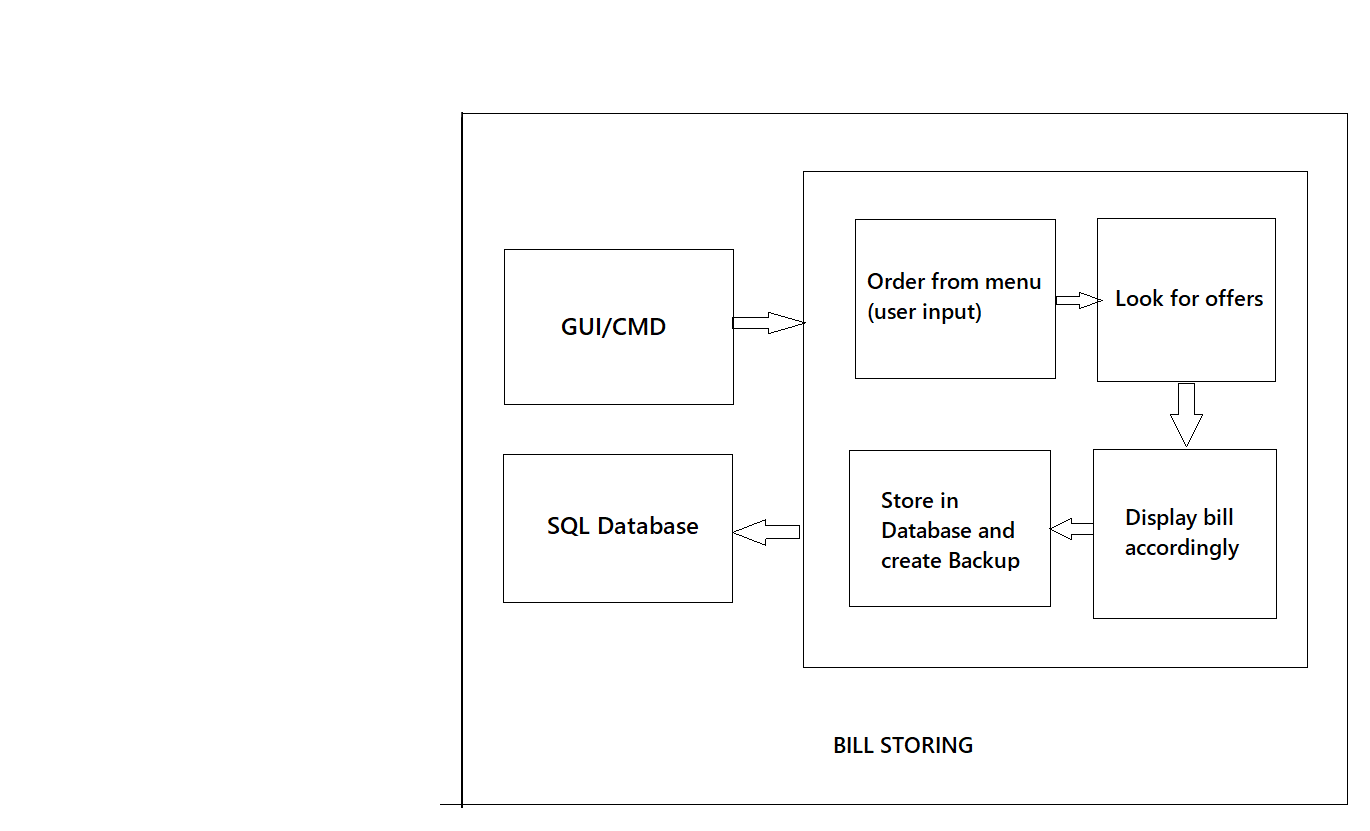 GUI/CMD
Order from menu
(user input)
Look for offers
SQL Database
Store in
Database and
create Backup
Display bill
accordingly
BILL STORING